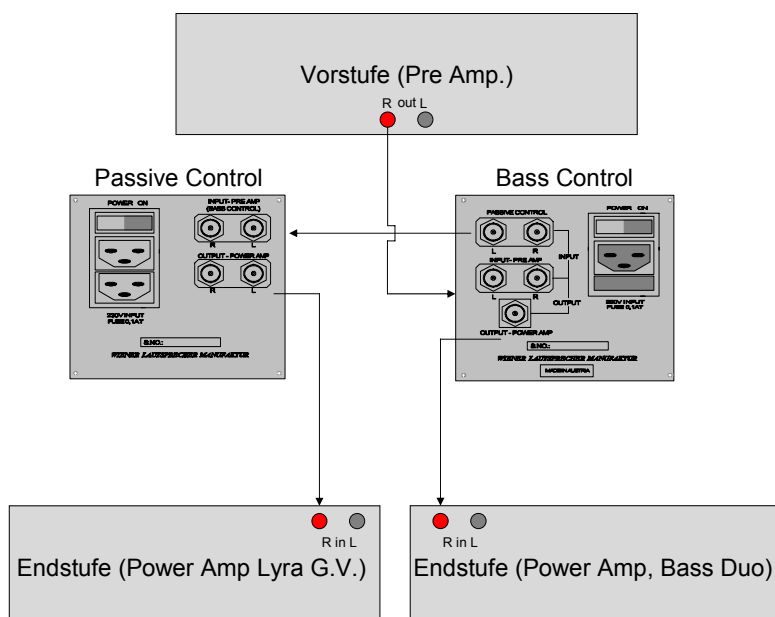 Vorstufe (Pre Amp.)
R out L
Passive Control
POWER ON
INPUT- PRE AMP
(BASS CONTROL)
R L
OUTPUT - POWER AMP
R L
230V INPUT
FUSE 0,1AT
S.NO.:
WIENER LAUTSPRECHER MANUFAKTUR
Bass Control
PASSIVE CONTROL
L R
INPUT
INPUT- PRE AMP
L R
OUTPUT
OUTPUT - POWER AMP
POWER ON
230V INPUT
FUSE 0,1AT
S.NO.:
WIENER LAUTSPRECHER MANUFAKTUR
MADE IN AUSTRIA
R in L
Endstufe (Power Amp Lyra G.V.)
R in L
Endstufe (Power Amp, Bass Duo)